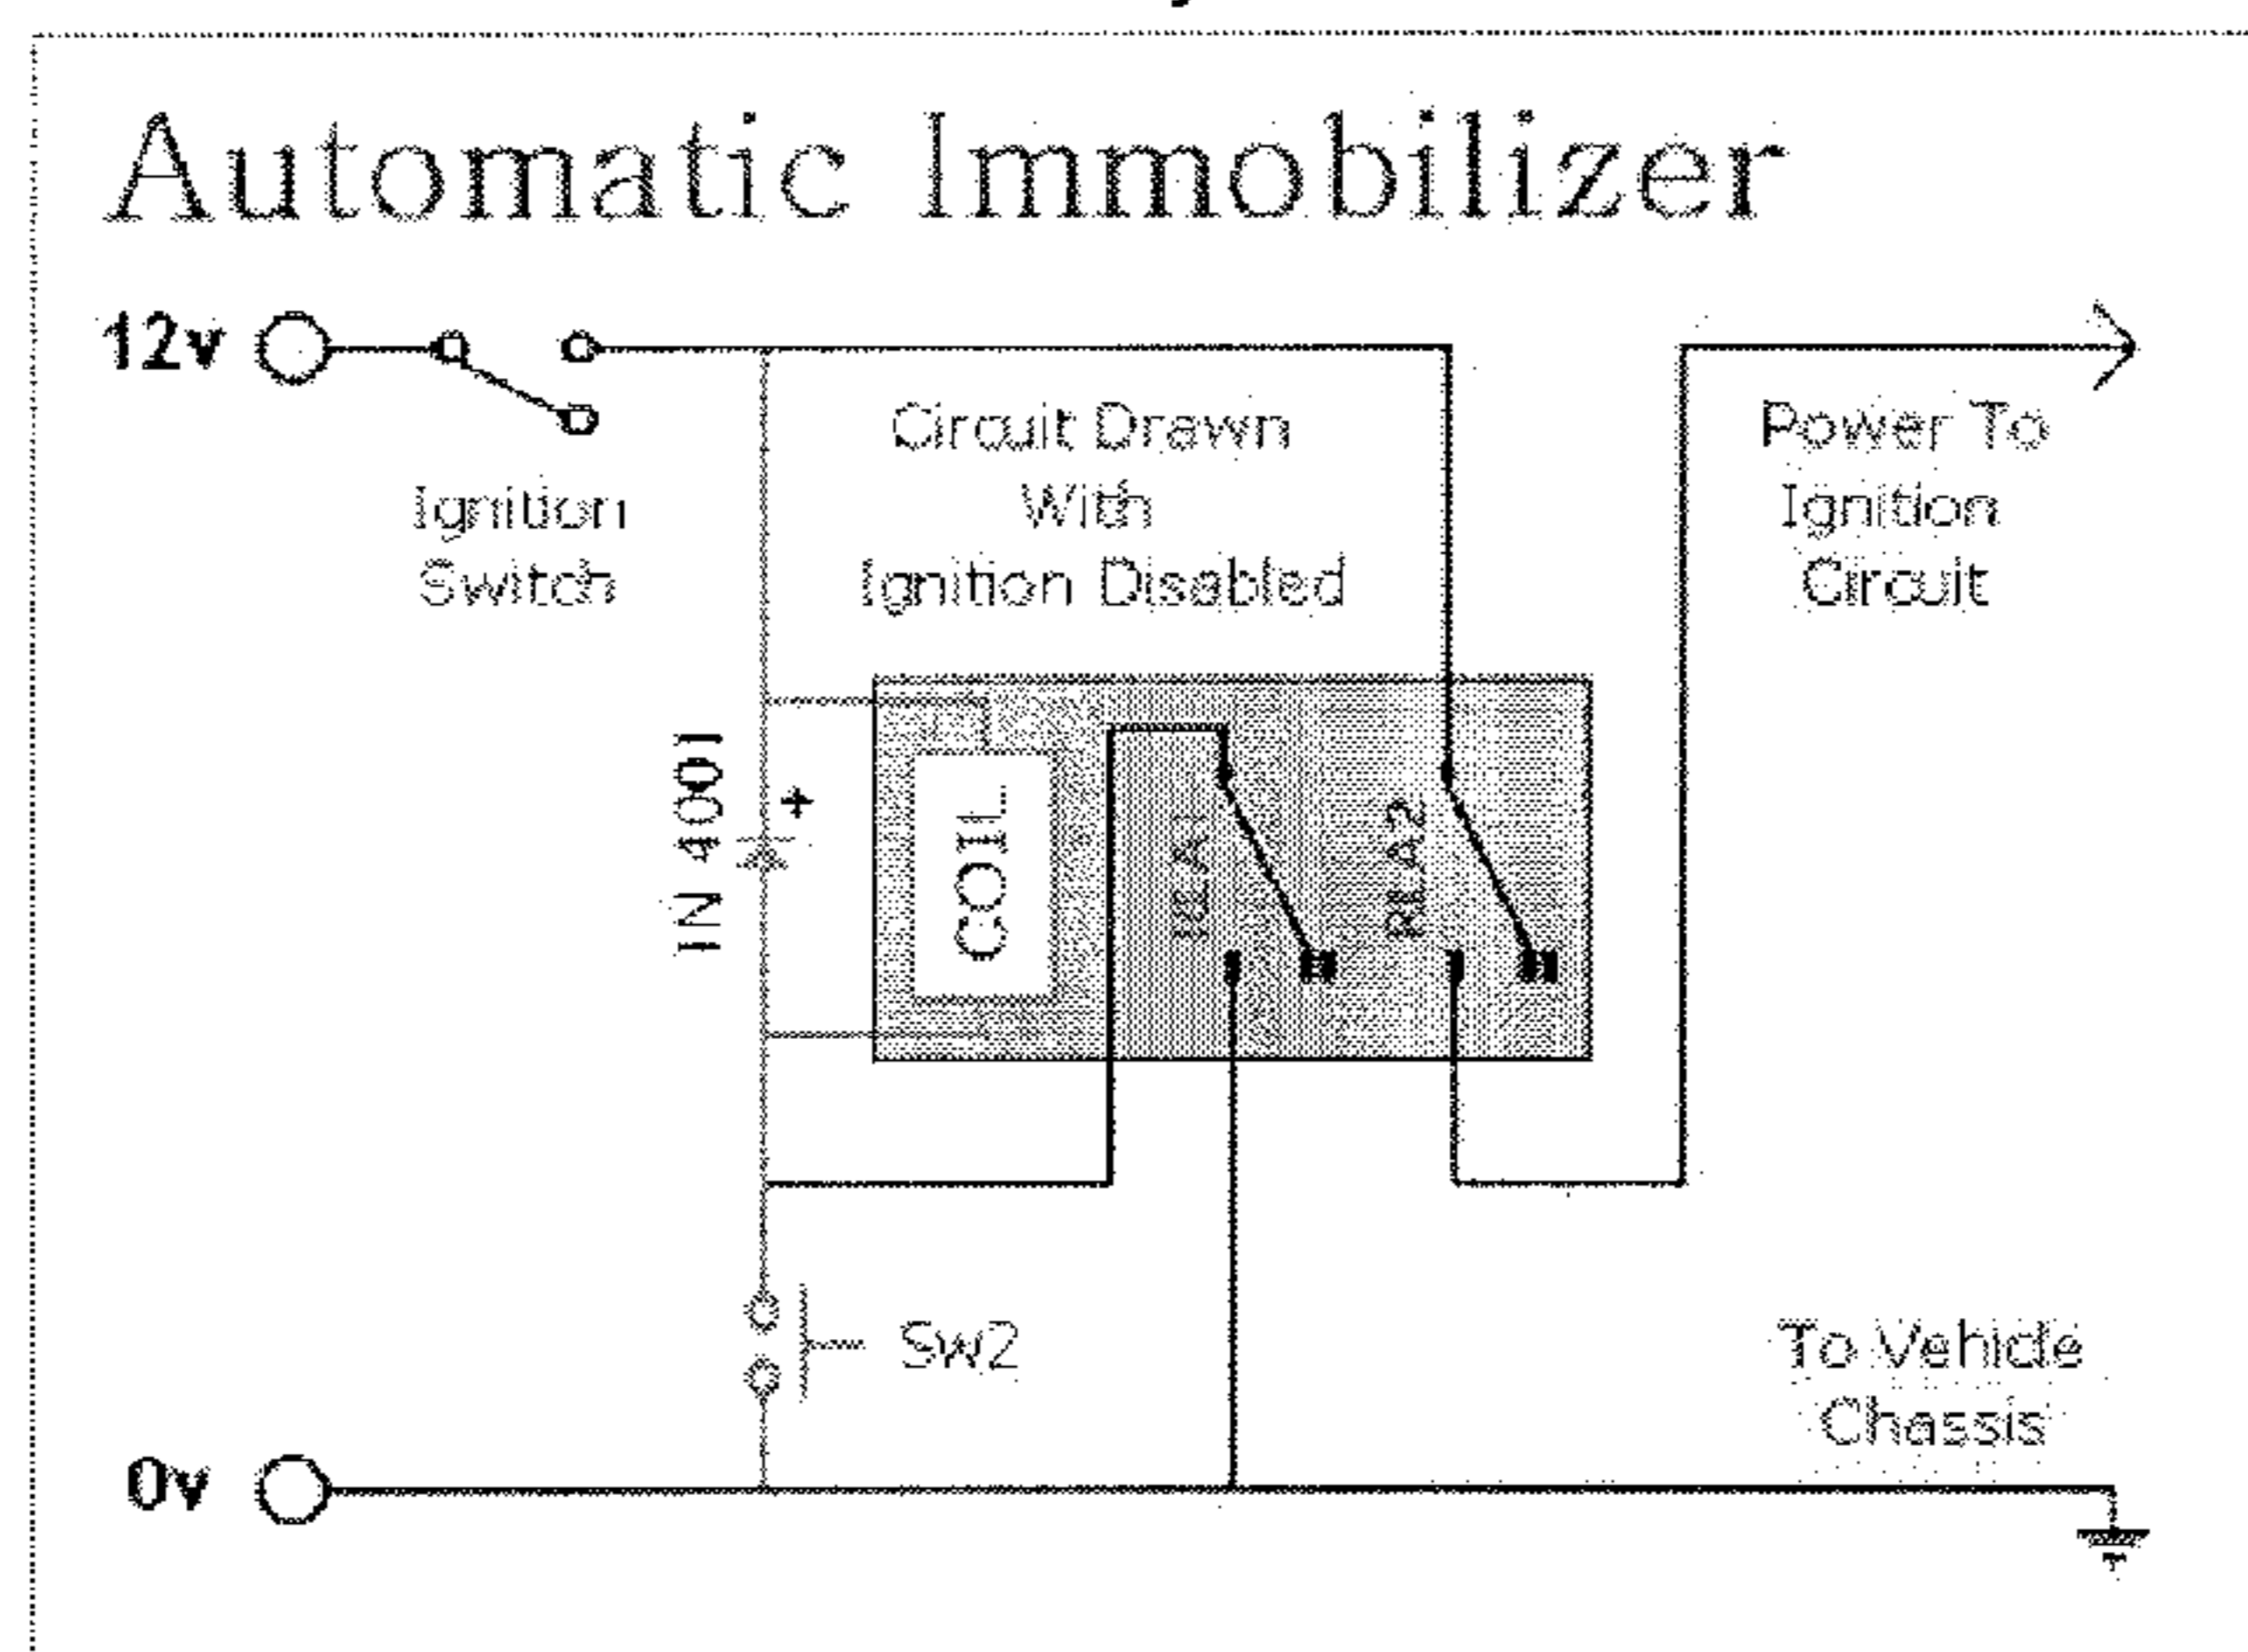 Automatic Immobilizer
12v
Ignition
Switch
Circuit Drawn
With
Ignition Disabled
Power To
Ignition
Circuit
IN 4001
+
COIL
RLA1
RLA2
SW2
To Vehicle
Chassis
0v